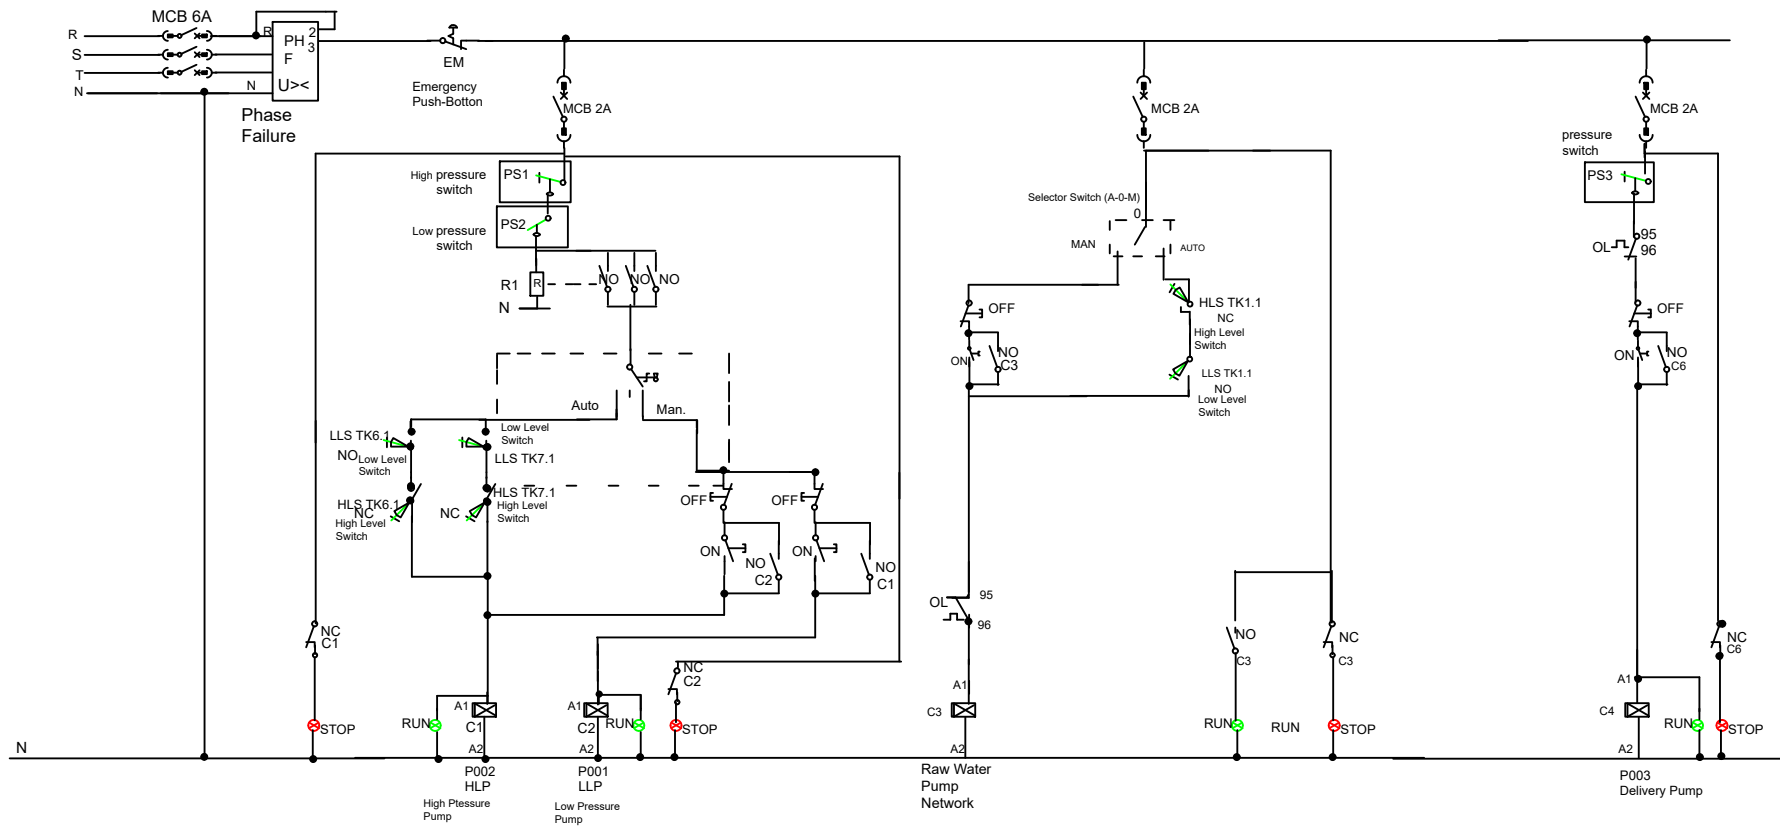 MCB 6A
R
S
T
N
R
N
PH
F
U><
2
3
Phase
Failure
EM
Emergency
Push-Botton
MCB 2A
MCB 2A
MCB 2A
High pressure
switch
PS1
Low pressure
switch
PS2
R1
R
N
NO
NO
NO
Auto
Man.
LLS TK6.1
NO
Low Level
Switch
Low Level
Switch
LLS TK7.1
HLS TK6.1
NC
High Level
Switch
HLS TK7.1
NC
High Level
Switch
OFF
ON
NO
C2
OFF
ON
NO
C1
NC
C1
STOP
RUN
A1
C1
A2
P002
HLP
High Ptessure
Pump
A1
C2
A2
RUN
P001
LLP
Low Pressure
Pump
NC
C2
STOP
N
Selector Switch (A-0-M)
0
MAN
AUTO
OFF
ON
NO
C3
HLS TK1.1
NC
High Level
Switch
LLS TK1.1
NO
Low Level
Switch
OL
95
96
A1
C3
A2
Raw Water
Pump
Network
NO
C3
RUN
RUN
NC
C3
STOP
pressure
switch
PS3
OL
95
96
OFF
ON
NO
C6
A1
C4
A2
RUN
NC
C6
STOP
P003
Delivery Pump